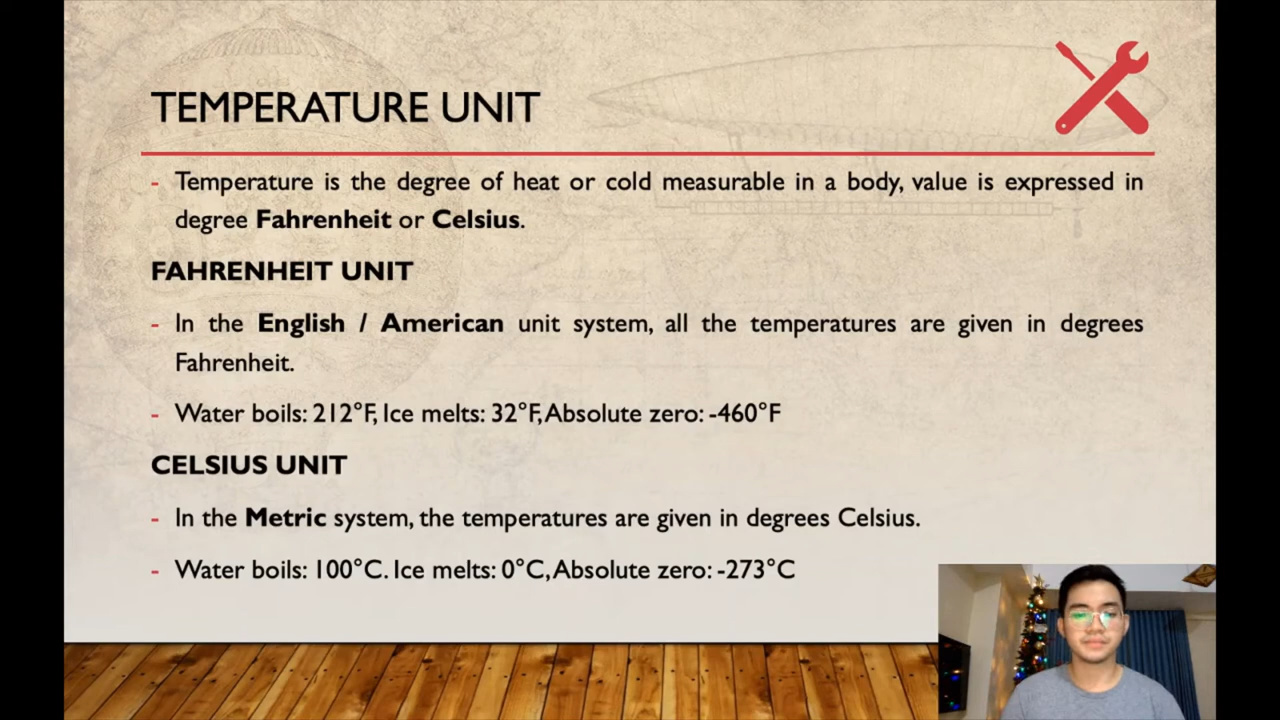 TEMPERATURE UNIT
- Temperature is the degree of heat or cold measurable in a body, value is expressed in
degree Fahrenheit or Celsius.
FAHRENHEIT UNIT
- In the English / American unit system, all the temperatures are given in degrees
Fahrenheit.
- Water boils: 212°F, Ice melts: 32°F, Absolute zero: -460°F
CELSIUS UNIT
- In the Metric system, the temperatures are given in degrees Celsius.
- Water boils: 100°C. Ice melts: 0°C, Absolute zero: -273°C